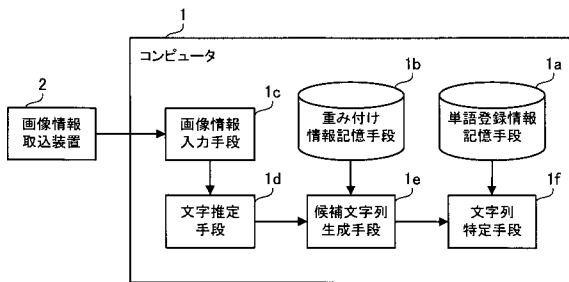 1
コンピュータ
2
画像情報
取込装置
1c
画像情報
入力手段
1b
重み付け
情報記憶手段
1a
単語登録情報
記憶手段
1d
文字推定
手段
1e
候補文字列
生成手段
1f
文字列
特定手段